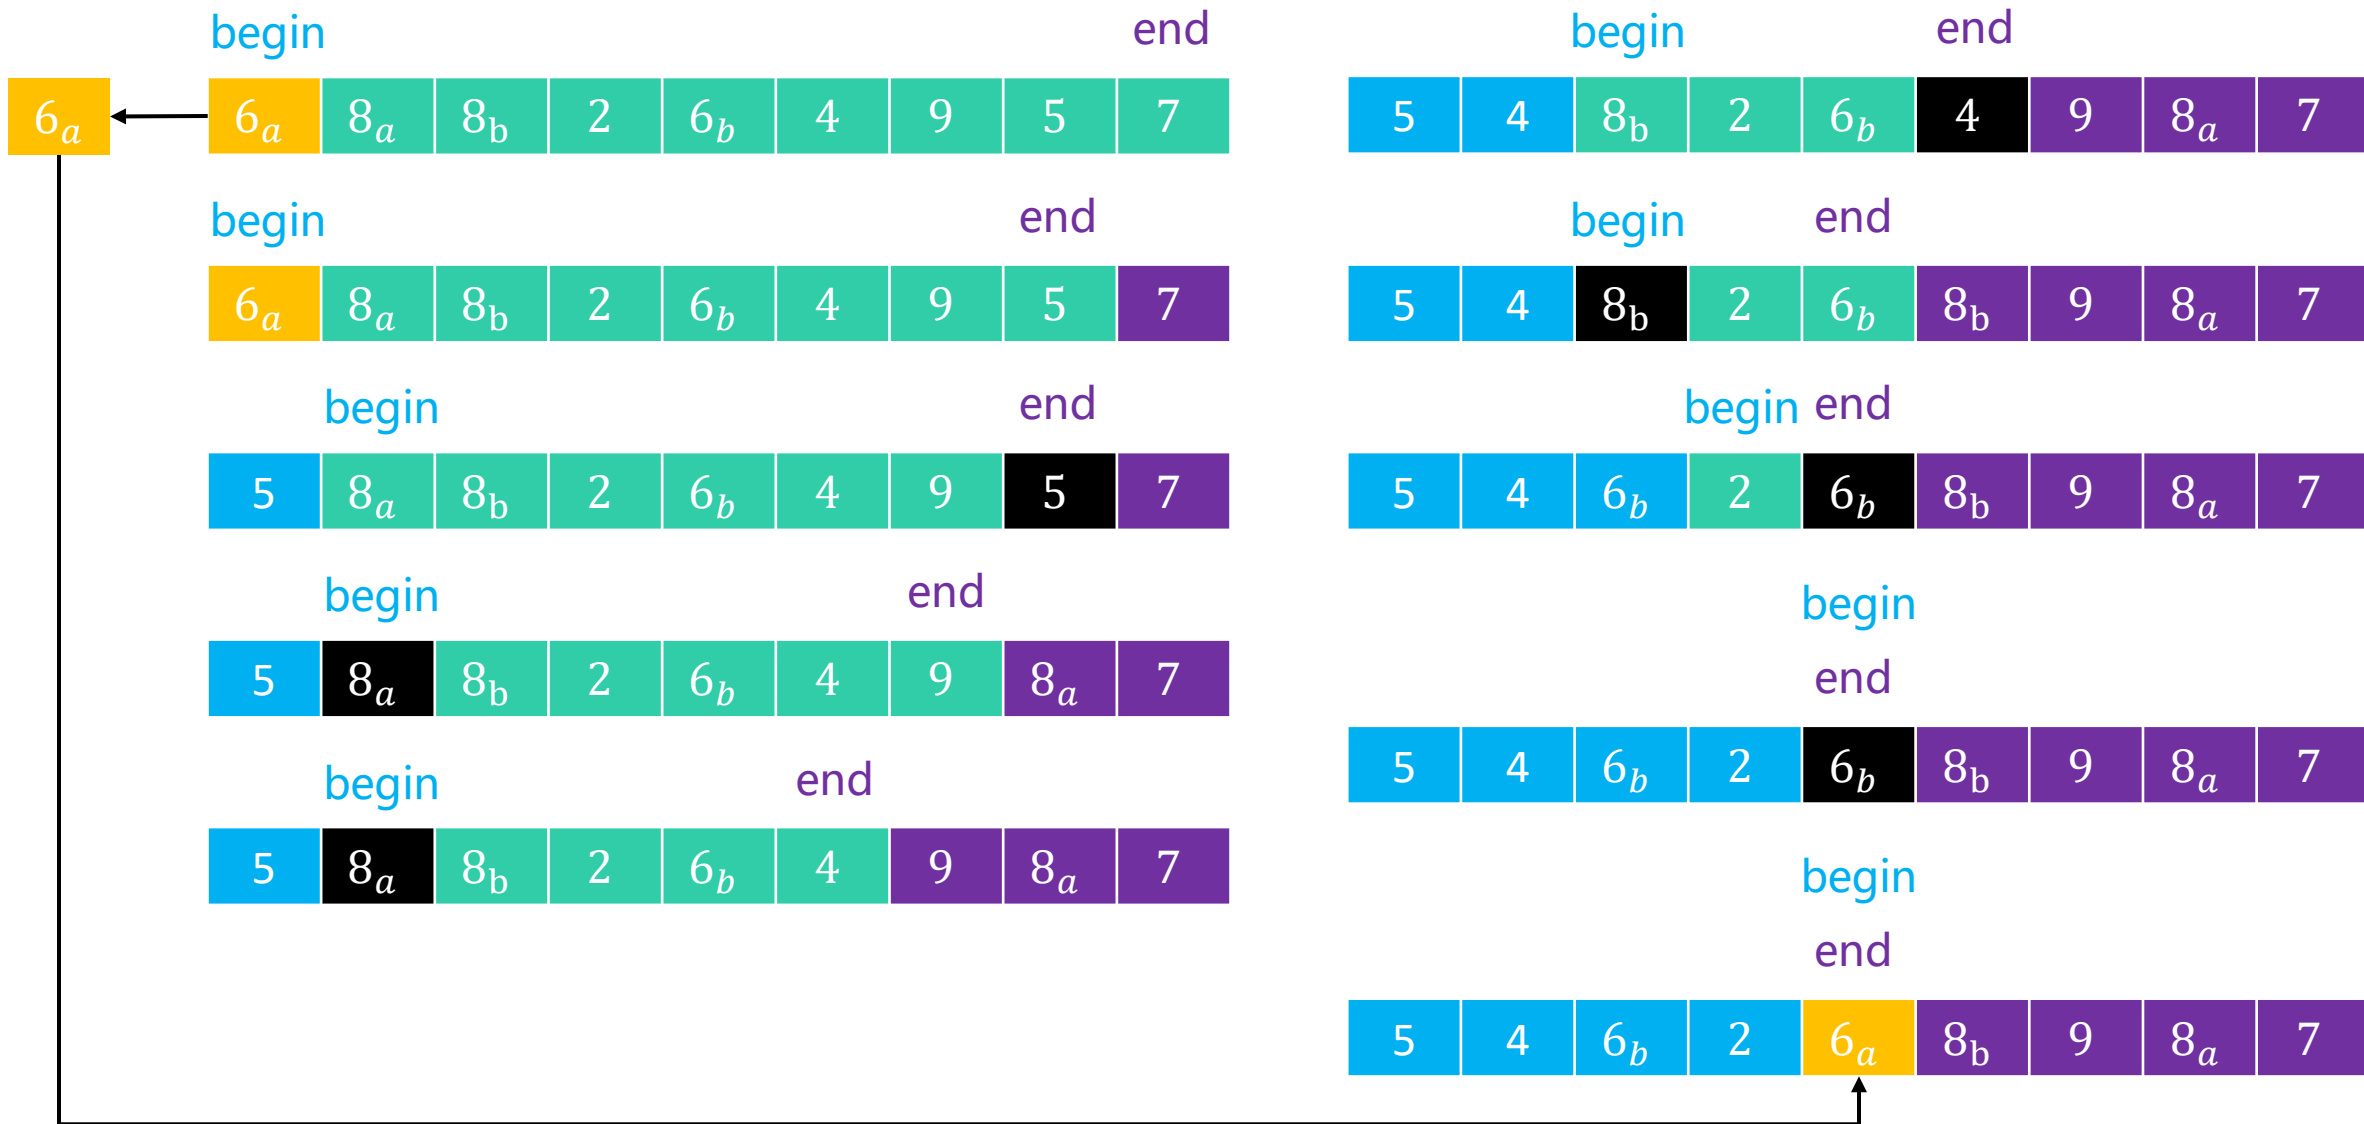 begin end
6a 6a 8a 8b 2 6b 4 9 5 7
begin end
6a 8a 8b 2 6b 4 9 5 7
begin end
5 8a 8b 2 6b 4 9 5 7
begin end
5 8a 8b 2 6b 4 9 8a 7
begin end
5 8a 8b 2 6b 4 9 8a 7
begin end
5 4 8b 2 6b 4 9 8a 7
begin end
5 4 8b 2 6b 8b 9 8a 7
begin end
5 4 6b 2 6b 8b 9 8a 7
begin
end
5 4 6b 2 6b 8b 9 8a 7
begin
end
5 4 6b 2 6a 8b 9 8a 7